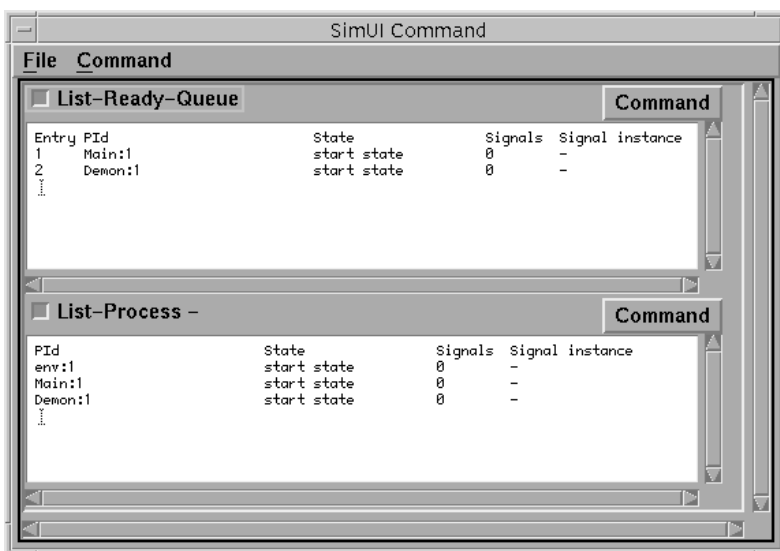 SimUI Command
File Command
List-Ready-Queue Command
Entry PId State Signals Signal instance
1 Main:1 start state 0 -
2 Demon:1 start state 0 -
List-Process - Command
PId State Signals Signal instance
env:1 start state 0 -
Main:1 start state 0 -
Demon:1 start state 0 -